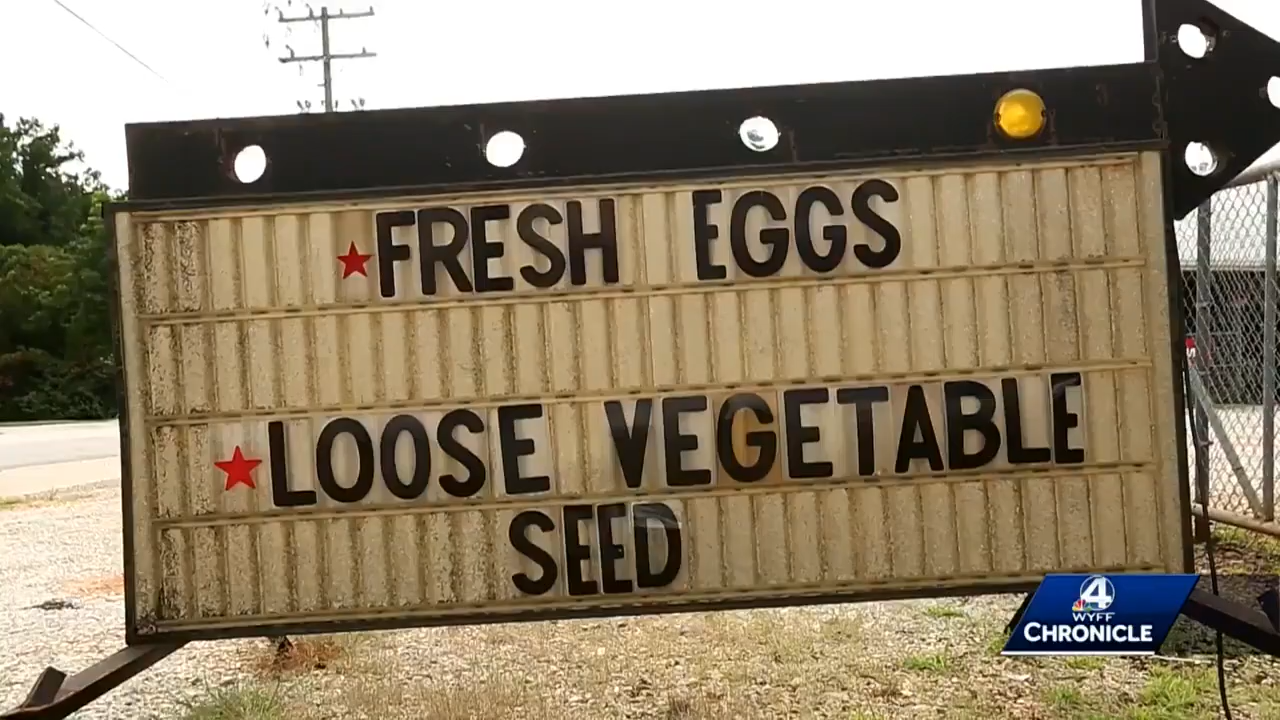 ★FRESH EGGS
★LOOSE VEGETABLE
SEED
4
WYFF
CHRONICLE